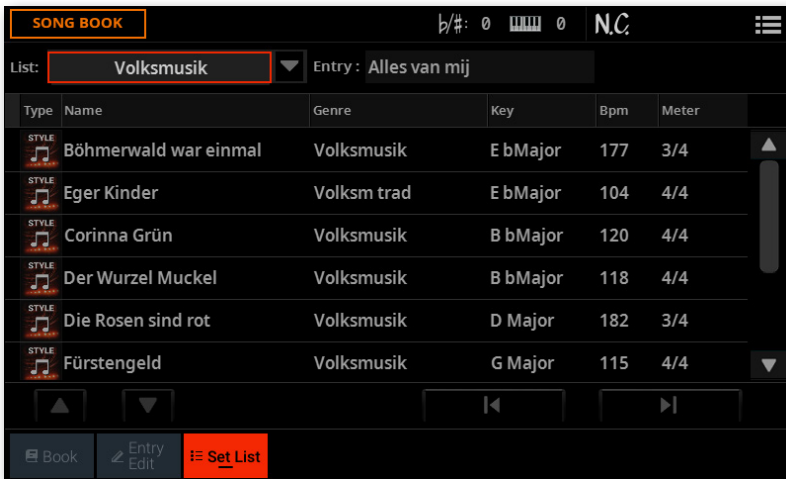 SONG BOOK ♭/#: 0 0 N.C.
List: Volksmusik Entry : Alles van mij
Type Name Genre Key Bpm Meter
STYLE Böhmerwald war einmal Volksmusik E bMajor 177 3/4
STYLE Eger Kinder Volksm trad E bMajor 104 4/4
STYLE Corinna Grün Volksmusik B bMajor 120 4/4
STYLE Der Wurzel Muckel Volksmusik B bMajor 118 4/4
STYLE Die Rosen sind rot Volksmusik D Major 182 3/4
STYLE Fürstengeld Volksmusik G Major 115 4/4
Book Entry Edit Set List